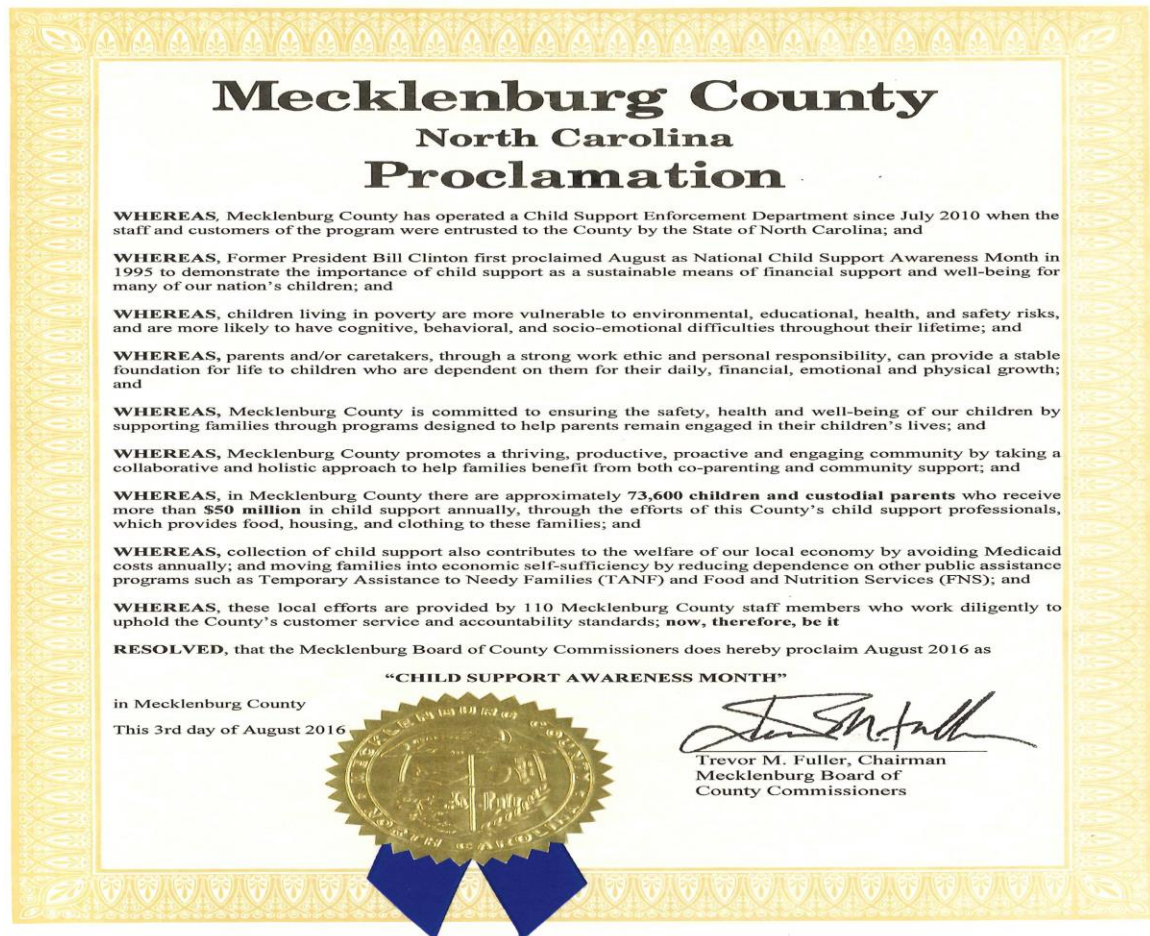 Mecklenburg County
North Carolina
Proclamation
WHEREAS, Mecklenburg County has operated a Child Support Enforcement Department since July 2010 when the
staff and customers of the program were entrusted to the County by the State of North Carolina; and
WHEREAS, Former President Bill Clinton first proclaimed August as National Child Support Awareness Month in
1995 to demonstrate the importance of child support as a sustainable means of financial support and well-being for
many of our nation's children; and
WHEREAS, children living in poverty are more vulnerable to environmental, educational, health, and safety risks,
and are more likely to have cognitive, behavioral, and socio-emotional difficulties throughout their lifetime; and
WHEREAS, parents and/or caretakers, through a strong work ethic and personal responsibility, can provide a stable
foundation for life to children who are dependent on them for their daily, financial, emotional and physical growth;
and
WHEREAS, Mecklenburg County is committed to ensuring the safety, health and well-being of our children by
supporting families through programs designed to help parents remain engaged in their children's lives; and
WHEREAS, Mecklenburg County promotes a thriving, productive, proactive and engaging community by taking a
collaborative and holistic approach to help families benefit from both co-parenting and community support; and
WHEREAS, in Mecklenburg County there are approximately 73,600 children and custodial parents who receive
more than $50 million in child support annually, through the efforts of this County's child support professionals,
which provides food, housing, and clothing to these families; and
WHEREAS, collection of child support also contributes to the welfare of our local economy by avoiding Medicaid
costs annually; and moving families into economic self-sufficiency by reducing dependence on other public assistance
programs such as Temporary Assistance to Needy Families (TANF) and Food and Nutrition Services (FNS); and
WHEREAS, these local efforts are provided by 110 Mecklenburg County staff members who work diligently to
uphold the County's customer service and accountability standards; now, therefore, be it
RESOLVED, that the Mecklenburg Board of County Commissioners does hereby proclaim August 2016 as
"CHILD SUPPORT AWARENESS MONTH"
in Mecklenburg County
This 3rd day of August 2016
MECKLENBURG COUNTY
NORTH CAROLINA
Trevor M. Fuller, Chairman
Mecklenburg Board of
County Commissioners